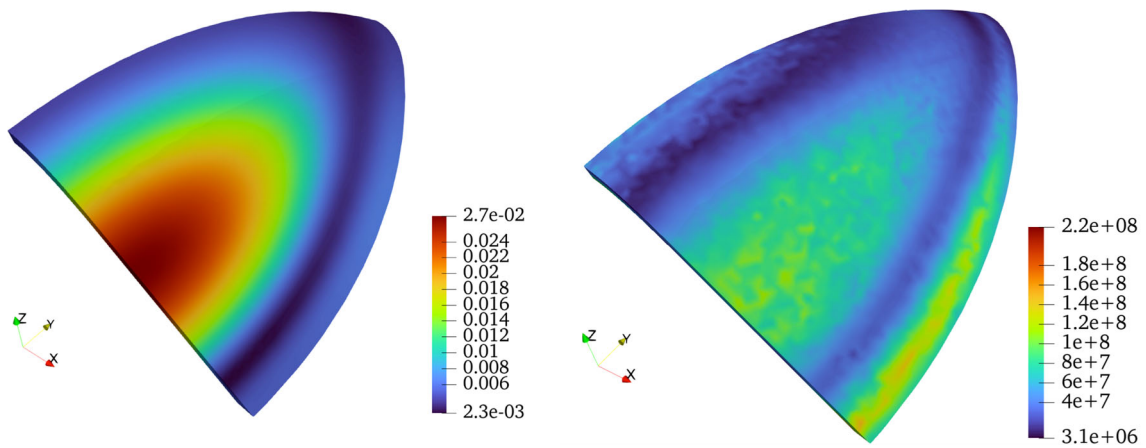 2.7e-02
0.024
0.022
0.02
0.018
0.016
0.014
0.012
0.01
0.008
0.006
2.3e-03
Z
Y
X
2.2e+08
1.8e+8
1.6e+8
1.4e+8
1.2e+8
1e+8
8e+7
6e+7
4e+7
3.1e+06
Z
Y
X